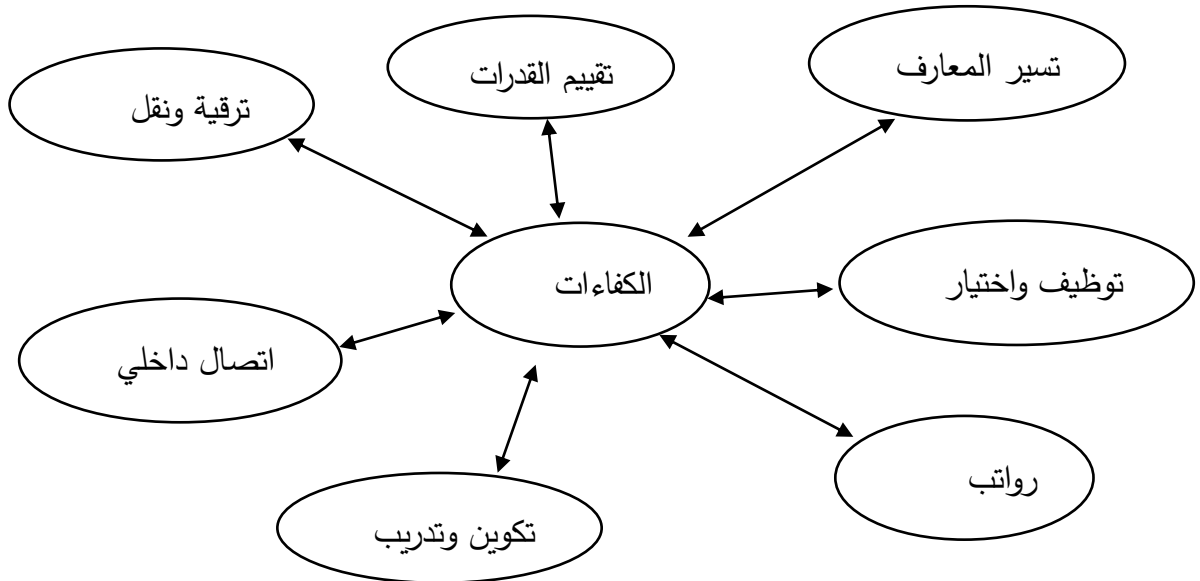 تسير المعارف
تقييم القدرات
ترقية ونقل
توظيف واختيار
الكفاءات
اتصال داخلي
رواتب
تكوين وتدريب